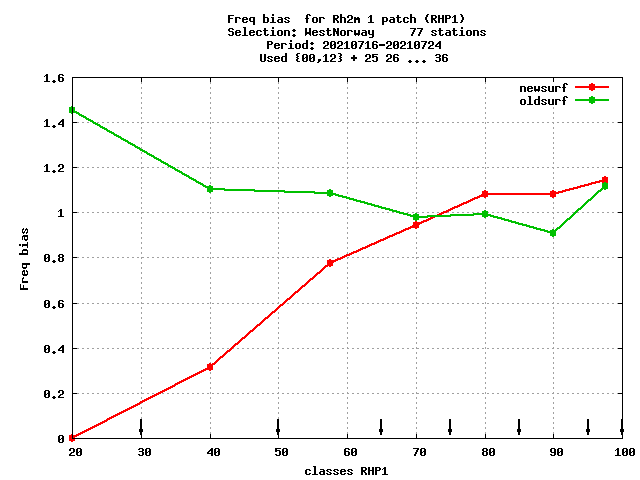 Freq bias  for Rh2m 1 patch (RHP1)
Selection: WestNorway     77 stations
Period: 20210716-20210724
Used {00,12} + 25 26 ... 36
newsurf
oldsurf
1.6
1.4
1.2
1
0.8
0.6
0.4
0.2
0
Freq bias
20 30 40 50 60 70 80 90 100
classes RHP1